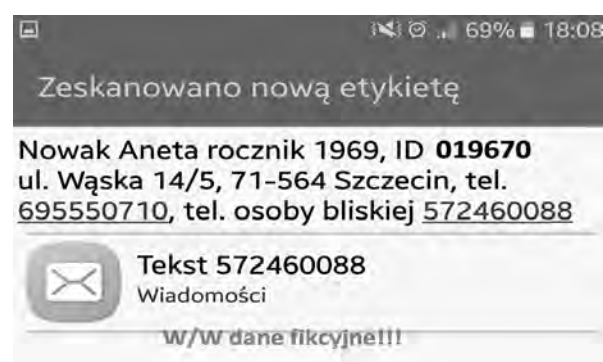 69% 18:08
Zeskanowano nową etykietę
Nowak Aneta rocznik 1969, ID 019670
ul. Wąska 14/5, 71-564 Szczecin, tel.
695550710, tel. osoby bliskiej 572460088
Tekst 572460088
Wiadomości
W/W dane fikcyjne!!!